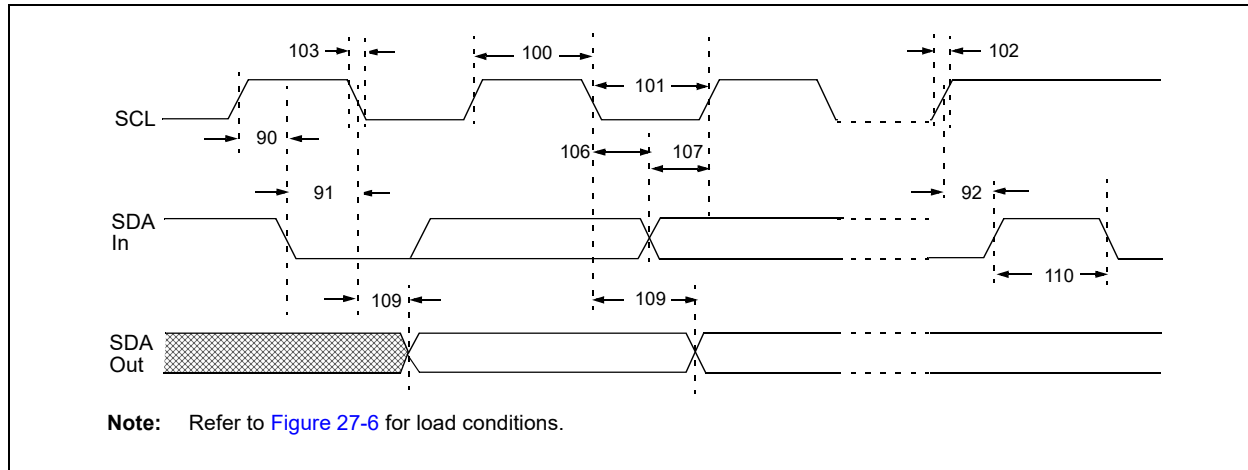 103
100
102
101
SCL
90
106
107
91
92
SDA
In
110
109
109
SDA
Out
Note: Refer to Figure 27-6 for load conditions.